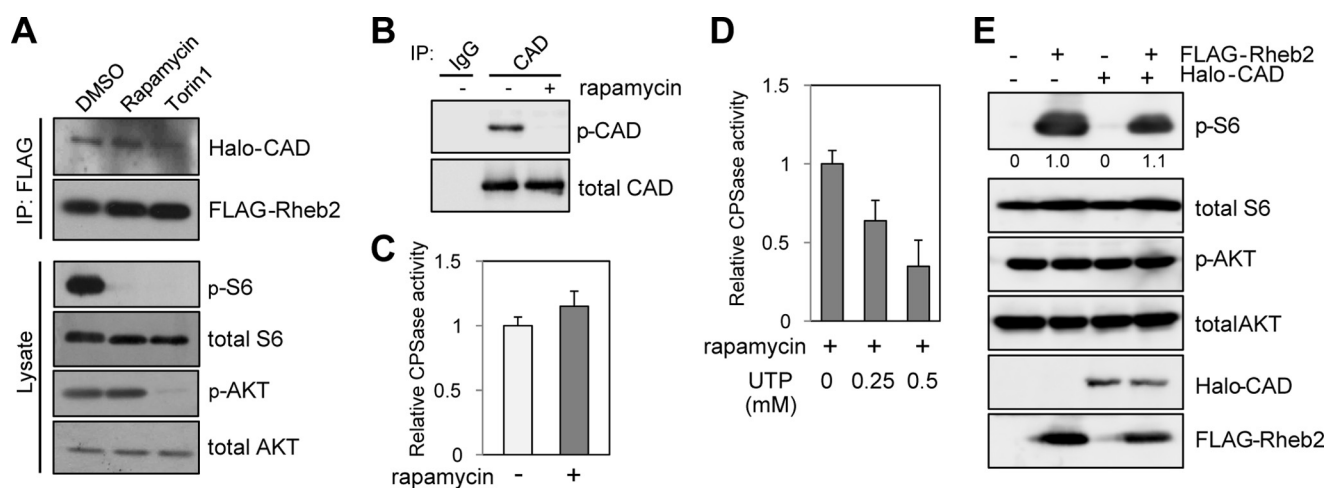 A
DMSO
Rapamycin
Torin1
IP: FLAG
Halo-CAD
FLAG-Rheb2
Lysate
p-S6
total S6
p-AKT
total AKT
B
IP: IgG CAD
- - + rapamycin
p-CAD
total CAD
C
Relative CPSase activity
1.5
1
0.5
0
rapamycin - +
D
Relative CPSase activity
1.5
1
0.5
0
rapamycin + + +
UTP 0 0.25 0.5
(mM)
E
- + - + FLAG-Rheb2
- - + + Halo-CAD
p-S6
0 1.0 0 1.1
total S6
p-AKT
totalAKT
Halo-CAD
FLAG-Rheb2